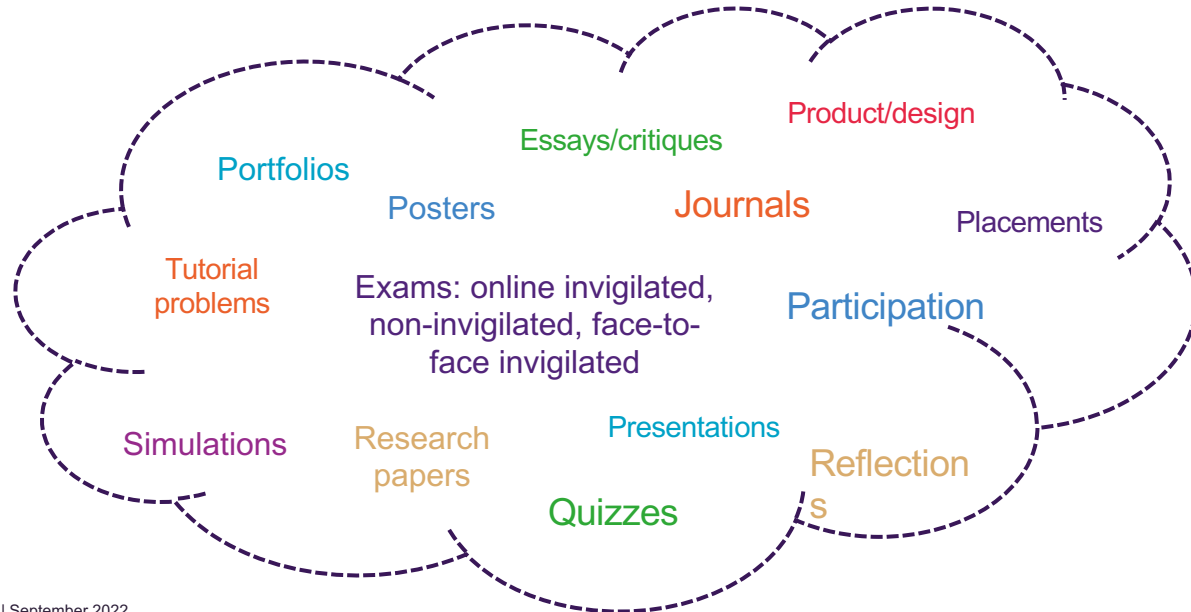 Product/design
Essays/critiques
Portfolios
Posters
Journals
Placements
Tutorial
problems
Exams: online invigilated,
non-invigilated, face-to-
face invigilated
Participation
Simulations
Research
papers
Presentations
Reflection
s
Quizzes
| September 2022